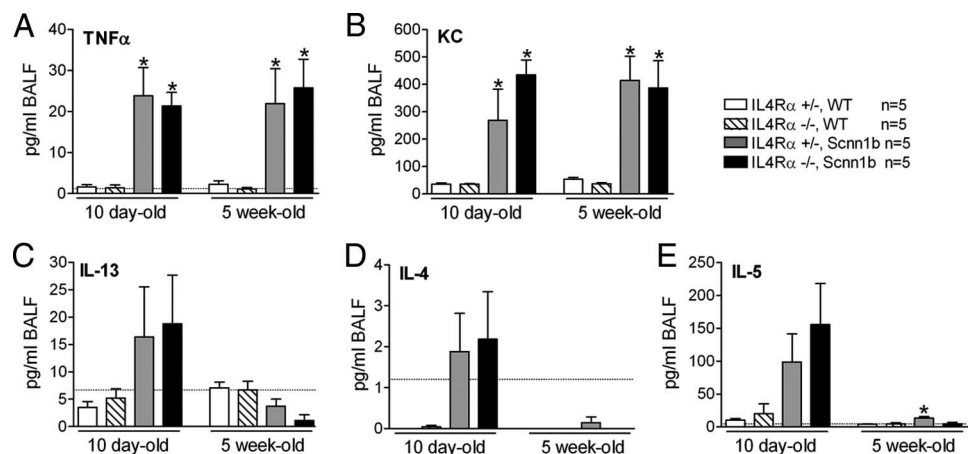 A
TNFα
pg/ml BALF
40
30
20
10
0
*
*
*
*
10 day-old
5 week-old
B
KC
pg/ml BALF
600
500
400
300
200
100
0
*
*
*
*
10 day-old
5 week-old
IL4Rα +/-, WT n=5
IL4Rα -/-, WT n=5
IL4Rα +/-, Scnn1b n=5
IL4Rα -/-, Scnn1b n=5
C
IL-13
pg/ml BALF
30
25
20
15
10
5
0
10 day-old
5 week-old
D
IL-4
pg/ml BALF
4
3
2
1
0
10 day-old
5 week-old
E
IL-5
pg/ml BALF
250
200
150
100
50
0
*
10 day-old
5 week-old